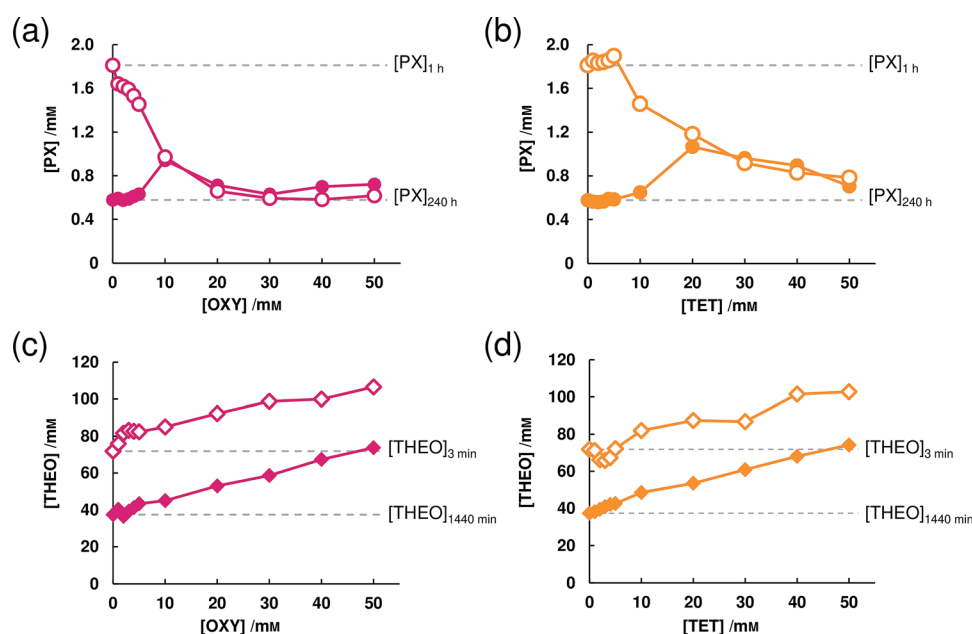 (a)
2.0
1.6
1.2
0.8
0.4
0
[PX] /mM
[PX]1 h
[PX]240 h
0 10 20 30 40 50
[OXY] /mM
(b)
2.0
1.6
1.2
0.8
0.4
0
[PX] /mM
[PX]1 h
[PX]240 h
0 10 20 30 40 50
[TET] /mM
(c)
120
100
80
60
40
20
0
[THEO] /mM
[THEO]3 min
[THEO]1440 min
0 10 20 30 40 50
[OXY] /mM
(d)
120
100
80
60
40
20
0
[THEO] /mM
[THEO]3 min
[THEO]1440 min
0 10 20 30 40 50
[TET] /mM